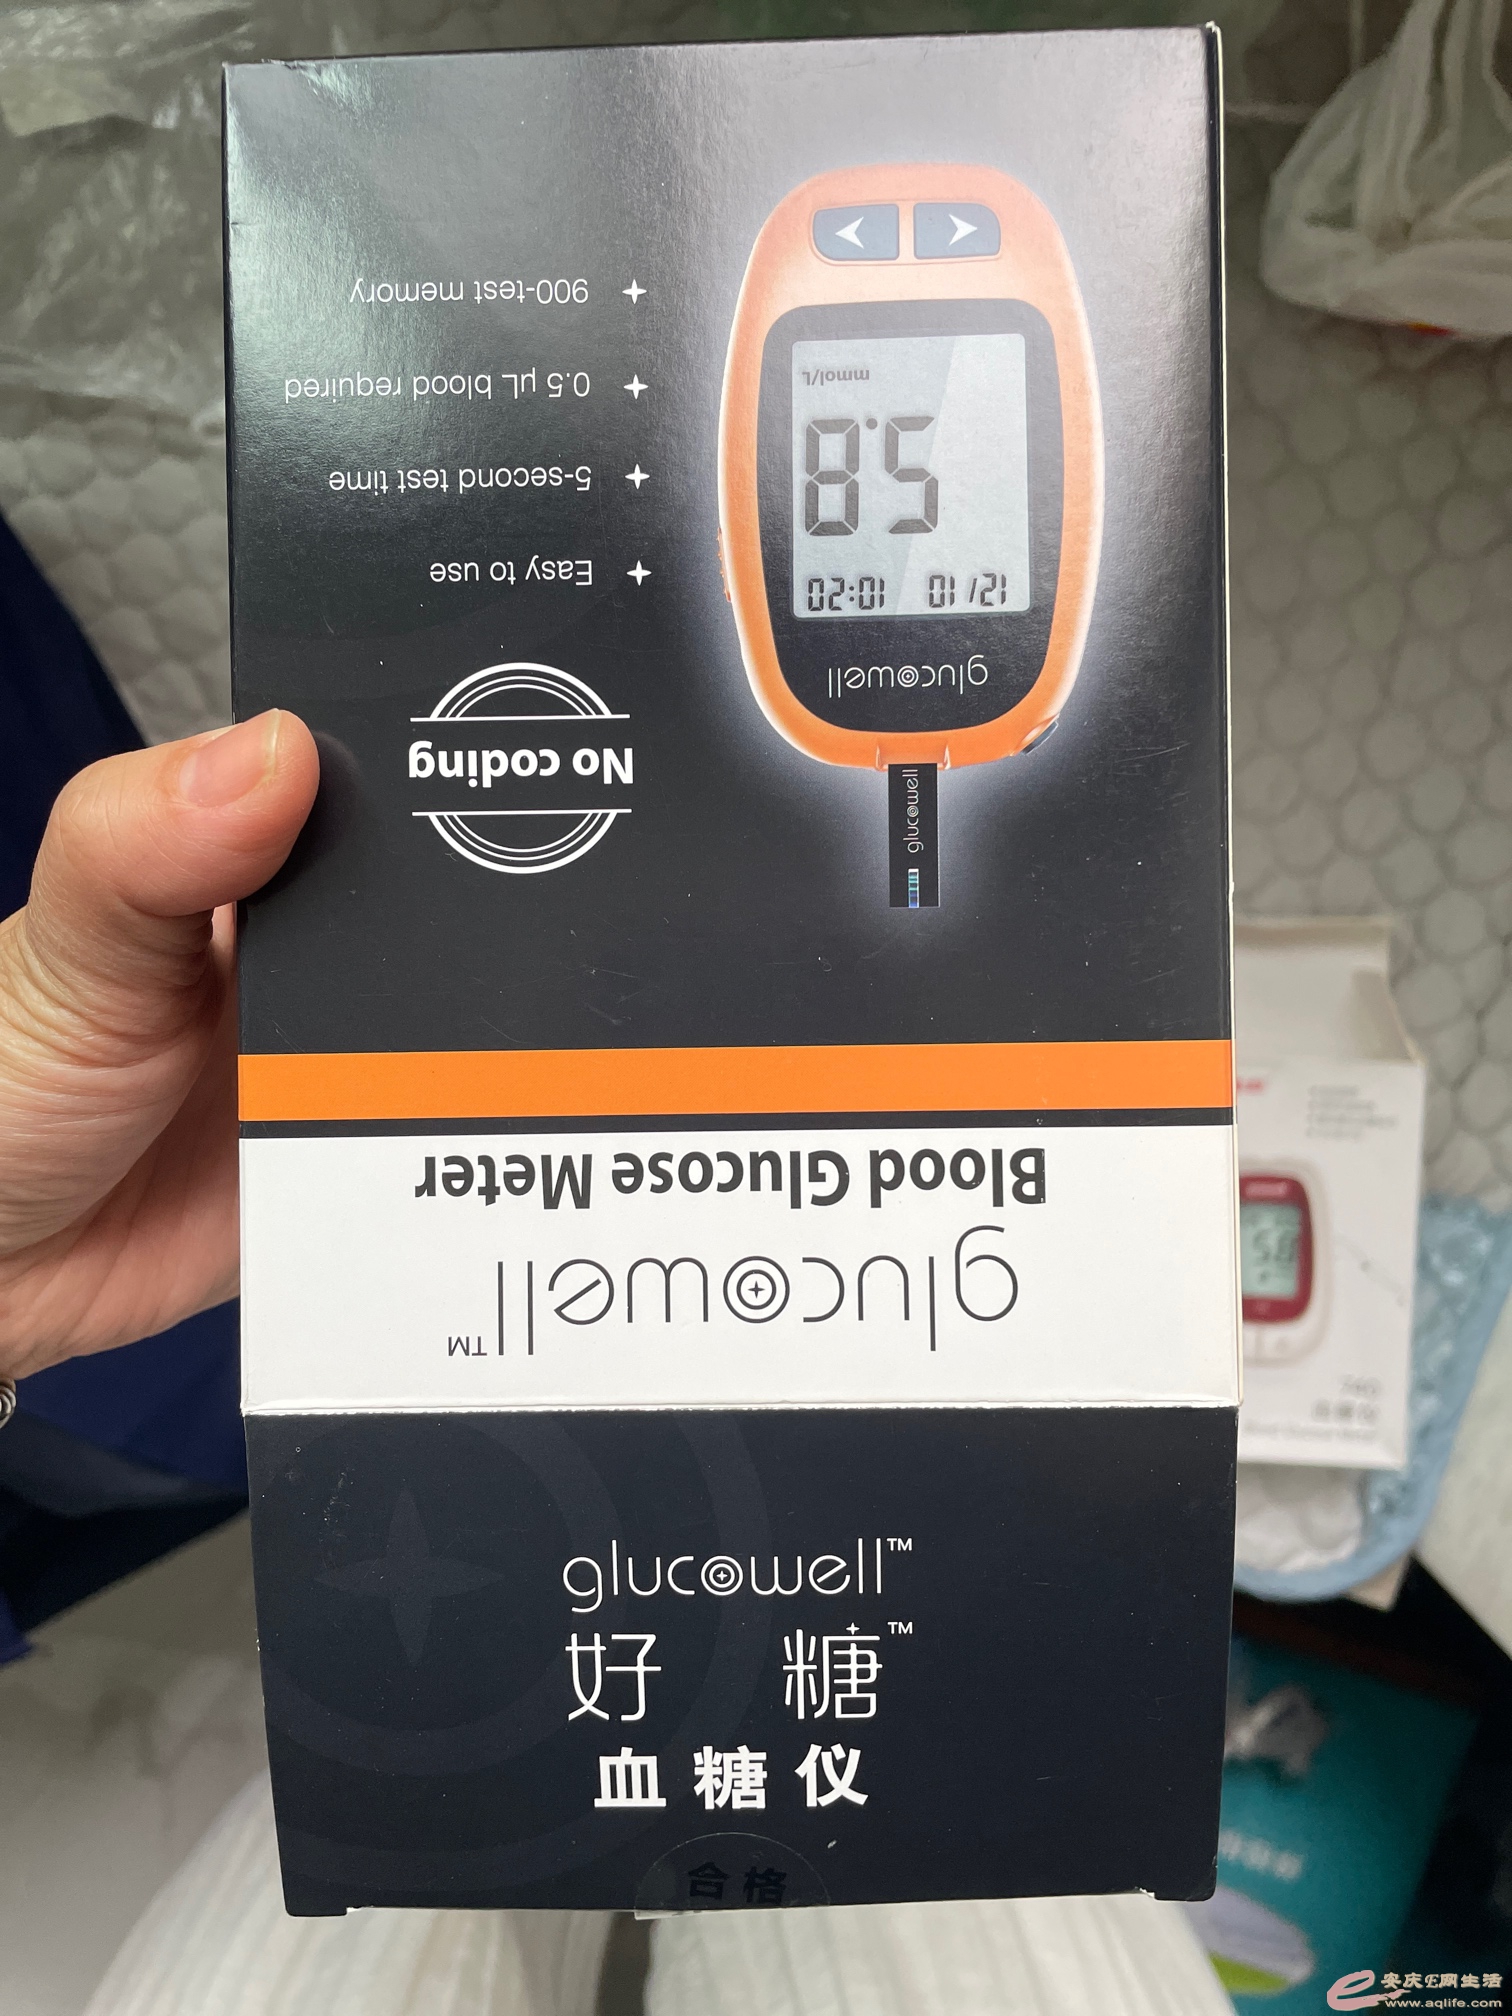 glucowell™
Blood Glucose Meter
No coding
Easy to use
5-second test time
0.5 µL blood required
900-test memory
glucowell
glucowell
12/ 10 10:20
5.8
mmol/L
glucowell™
好糖™
血糖仪
合格
5.8
安庆E网生活
www.aqlife.com